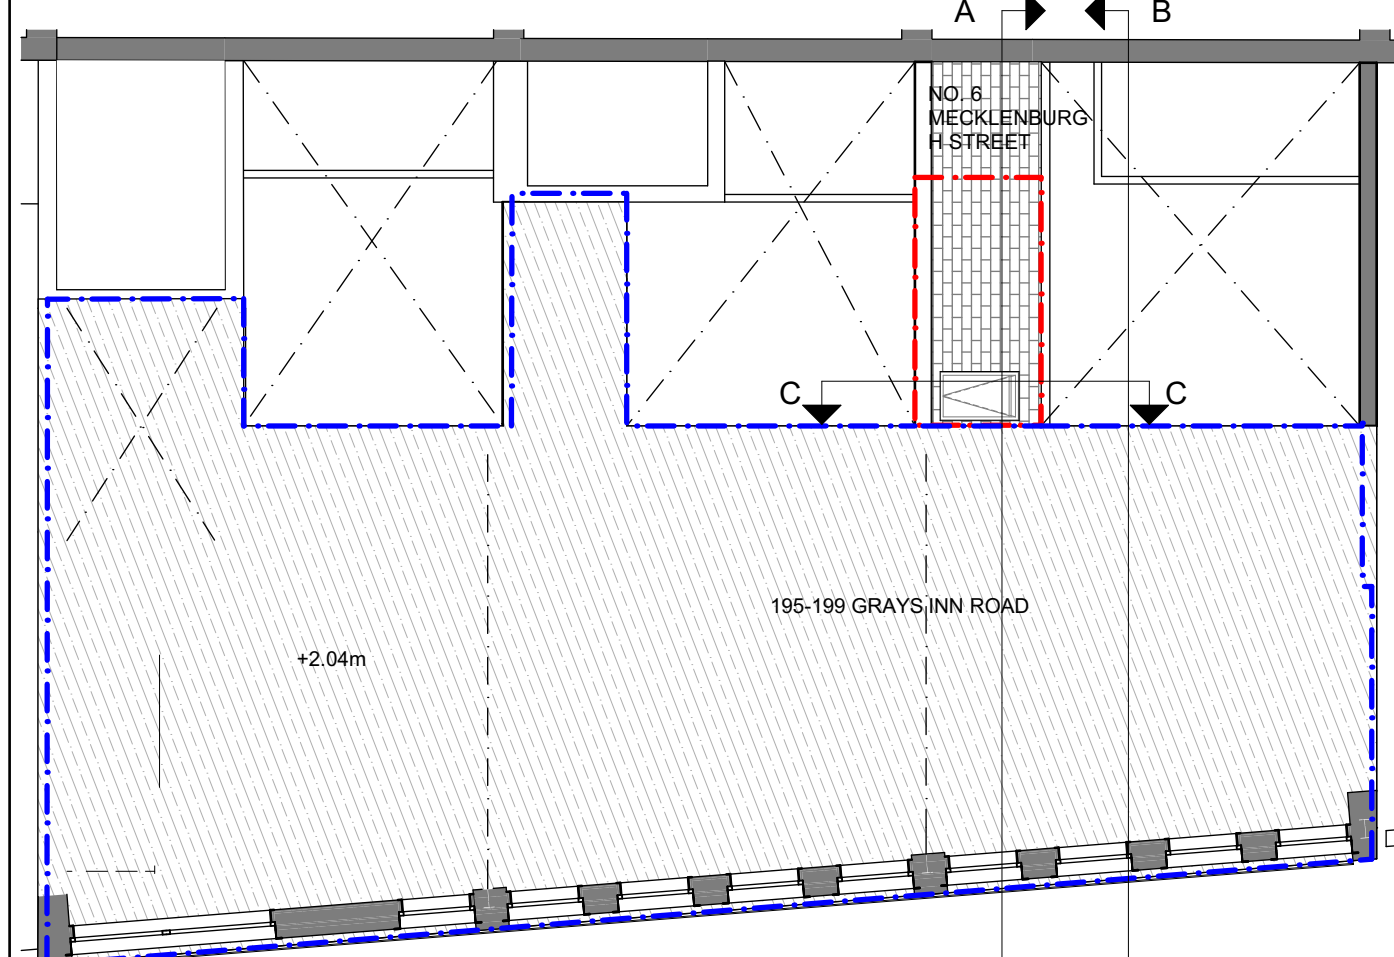 A B
NO. 6
MECKLENBURG
H STREET
C C
195-199 GRAYS INN ROAD
+2.04m